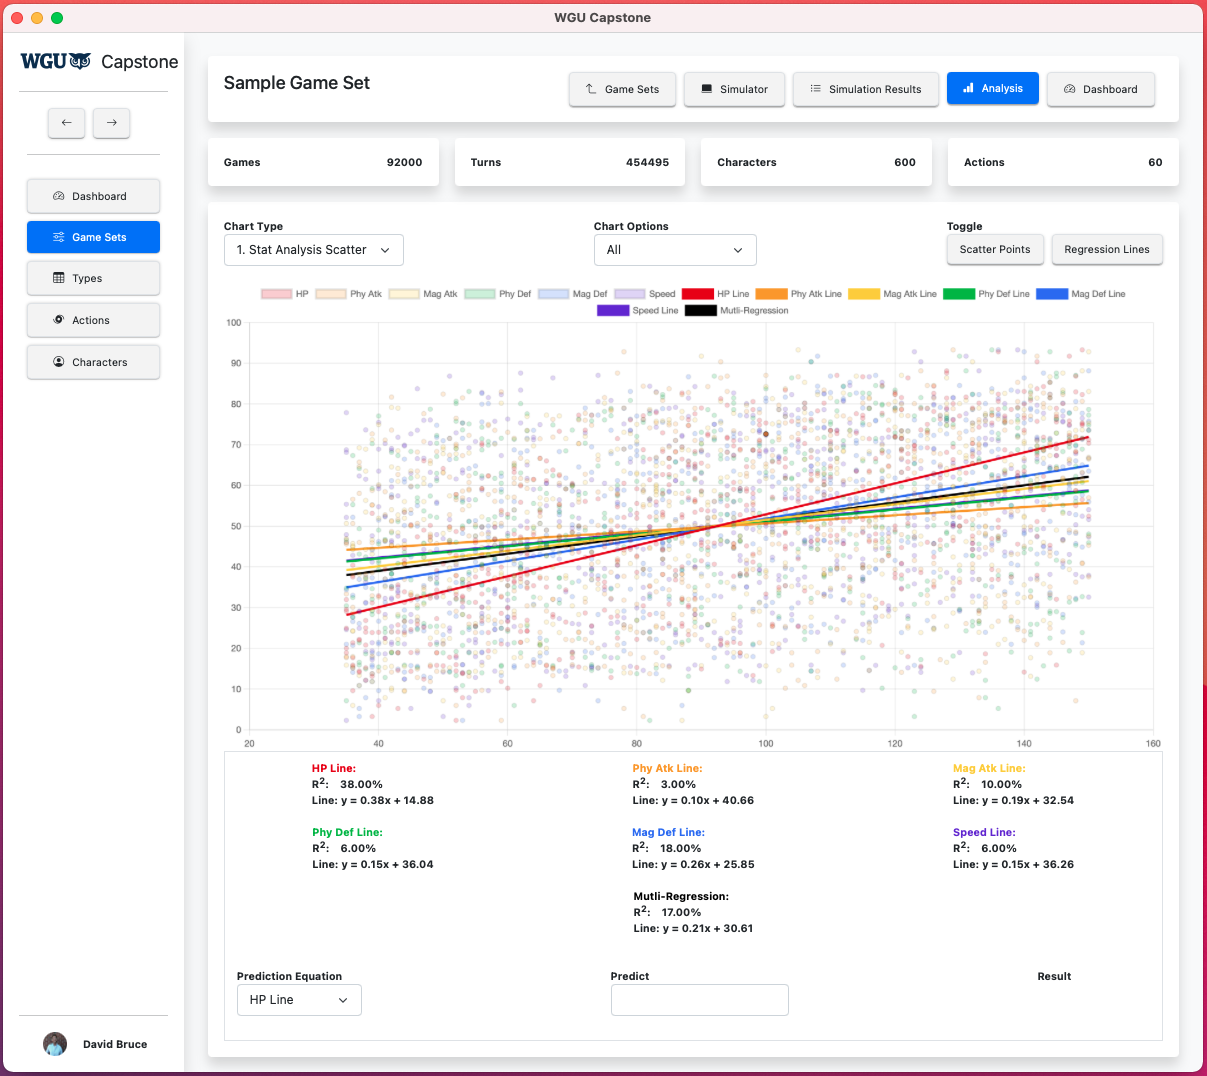 WGU Capstone
WGU Capstone
Sample Game Set
Game Sets
Simulator
Simulation Results
Analysis
Dashboard
←
→
Games 92000
Turns 454495
Characters 600
Actions 60
Dashboard
Game Sets
Types
Actions
Characters
Chart Type
1. Stat Analysis Scatter
Chart Options
All
Toggle
Scatter Points
Regression Lines
HP Phy Atk Mag Atk Phy Def Mag Def Speed HP Line Phy Atk Line Mag Atk Line Phy Def Line Mag Def Line
Speed Line Mutli-Regression
100
90
80
70
60
50
40
30
20
10
0
20 40 60 80 100 120 140 160
HP Line:
R2: 38.00%
Line: y = 0.38x + 14.88
Phy Atk Line:
R2: 3.00%
Line: y = 0.10x + 40.66
Mag Atk Line:
R2: 10.00%
Line: y = 0.19x + 32.54
Phy Def Line:
R2: 6.00%
Line: y = 0.15x + 36.04
Mag Def Line:
R2: 18.00%
Line: y = 0.26x + 25.85
Speed Line:
R2: 6.00%
Line: y = 0.15x + 36.26
Mutli-Regression:
R2: 17.00%
Line: y = 0.21x + 30.61
Prediction Equation
HP Line
Predict
Result
David Bruce